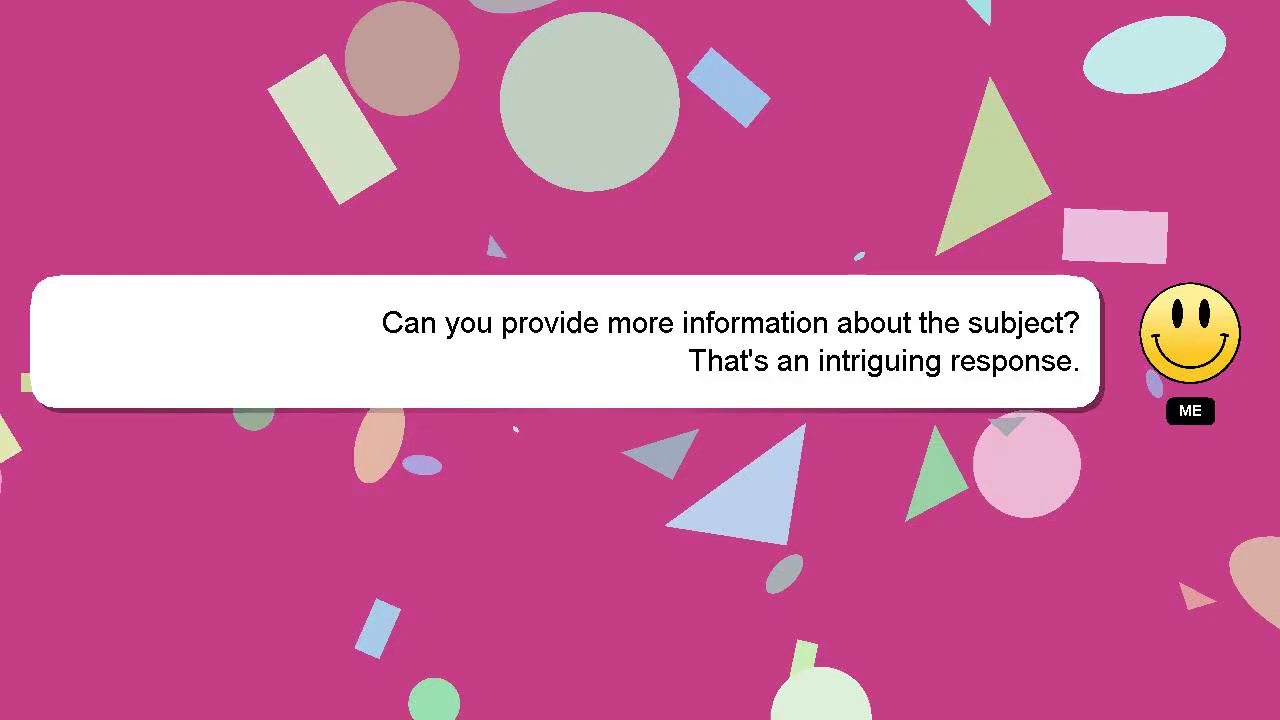 Can you provide more information about the subject?
That's an intriguing response.
ME